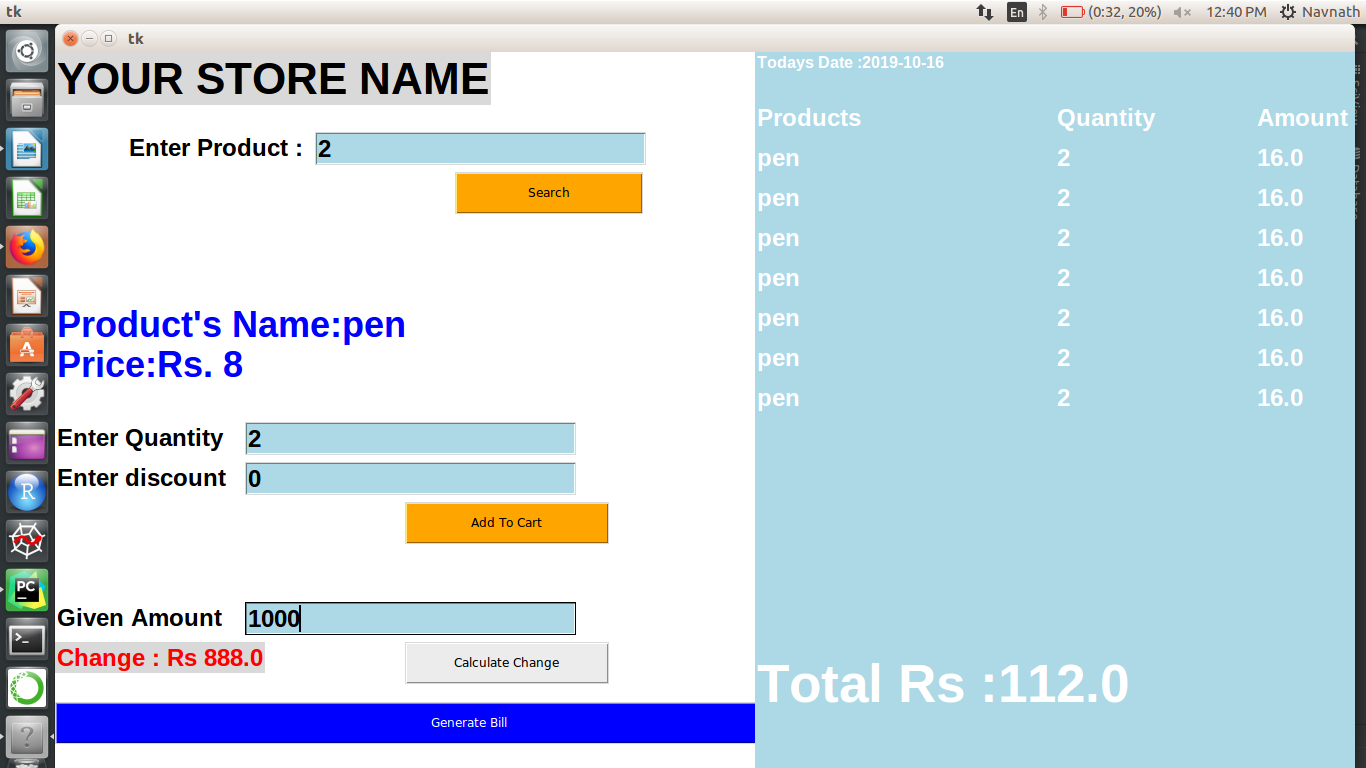 tk
En
(0:32, 20%)
12:40 PM
Navnath
tk
YOUR STORE NAME
Enter Product :
2
Search
Product's Name:pen
Price:Rs. 8
Enter Quantity
2
Enter discount
0
Add To Cart
Given Amount
1000
Change : Rs 888.0
Calculate Change
Generate Bill
Todays Date :2019-10-16
Products Quantity Amount
pen 2 16.0
pen 2 16.0
pen 2 16.0
pen 2 16.0
pen 2 16.0
pen 2 16.0
pen 2 16.0
Total Rs :112.0